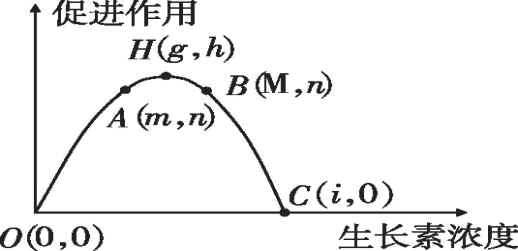 促进作用
H(g,h)
B(M,n)
A(m,n)
C(i,0)
O(0,0)
生长素浓度